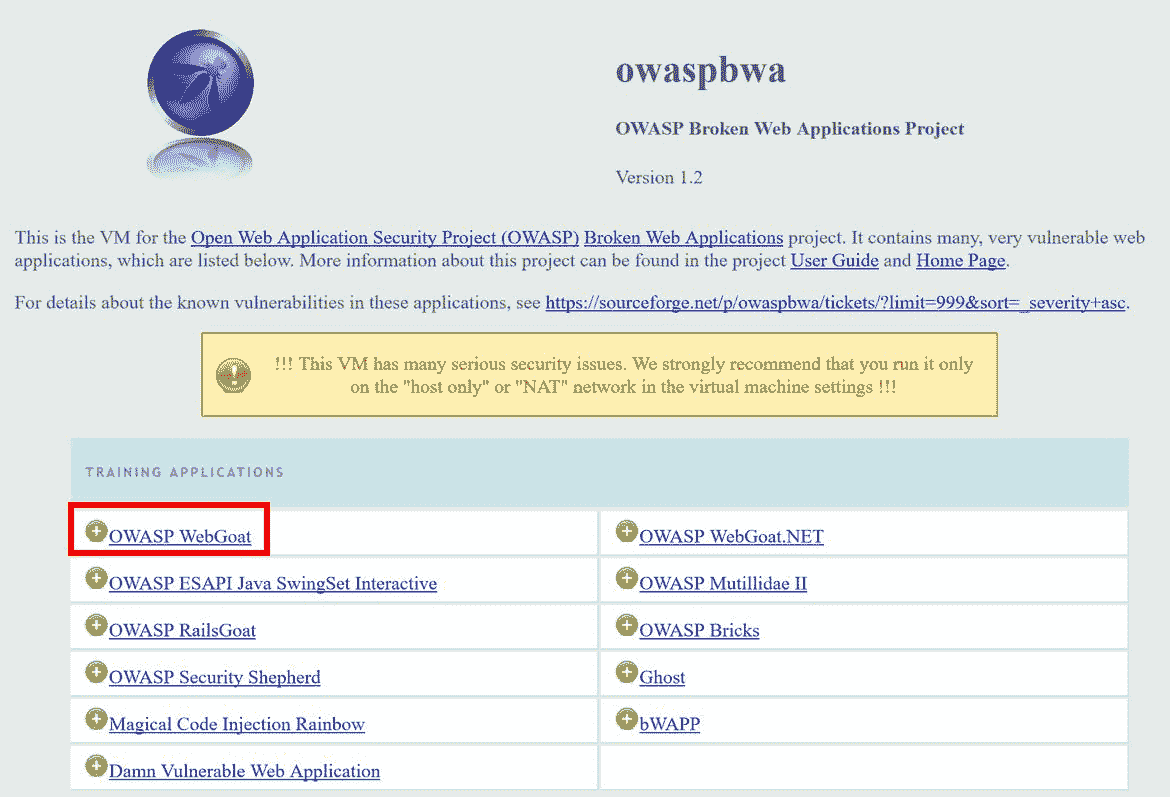 owaspbwa
OWASP Broken Web Applications Project
Version 1.2
This is the VM for the Open Web Application Security Project (OWASP) Broken Web Applications project. It contains many, very vulnerable web
applications, which are listed below. More information about this project can be found in the project User Guide and Home Page.
For details about the known vulnerabilities in these applications, see https://sourceforge.net/p/owaspbwa/tickets/?limit=999&sort=_severity+asc.
!!! This VM has many serious security issues. We strongly recommend that you run it only
on the "host only" or "NAT" network in the virtual machine settings !!!
TRAINING APPLICATIONS
OWASP WebGoat
OWASP WebGoat.NET
OWASP ESAPI Java SwingSet Interactive
OWASP Mutillidae II
OWASP RailsGoat
OWASP Bricks
OWASP Security Shepherd
Ghost
Magical Code Injection Rainbow
bWAPP
Damn Vulnerable Web Application